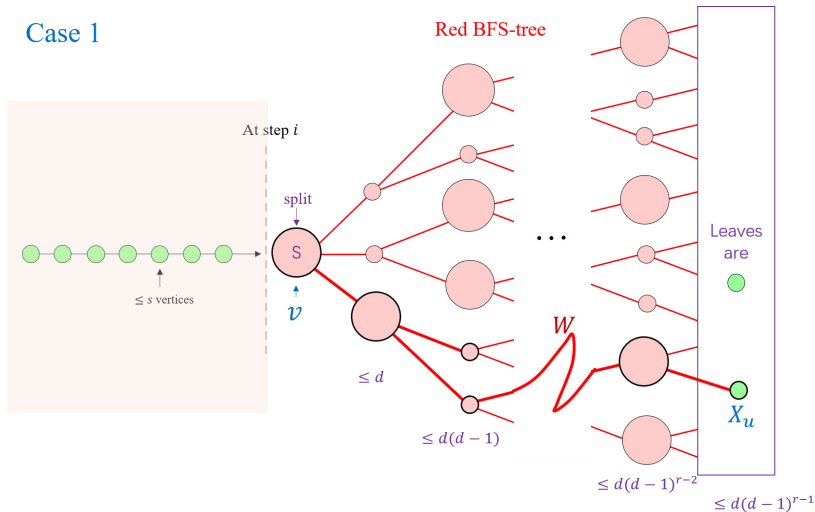 Case 1
Red BFS-tree
At step i
split
S
v
≤ s vertices
≤ d
≤ d(d − 1)
...
W
Leaves
are
X_u
≤ d(d − 1)^{r−2}
≤ d(d − 1)^{r−1}